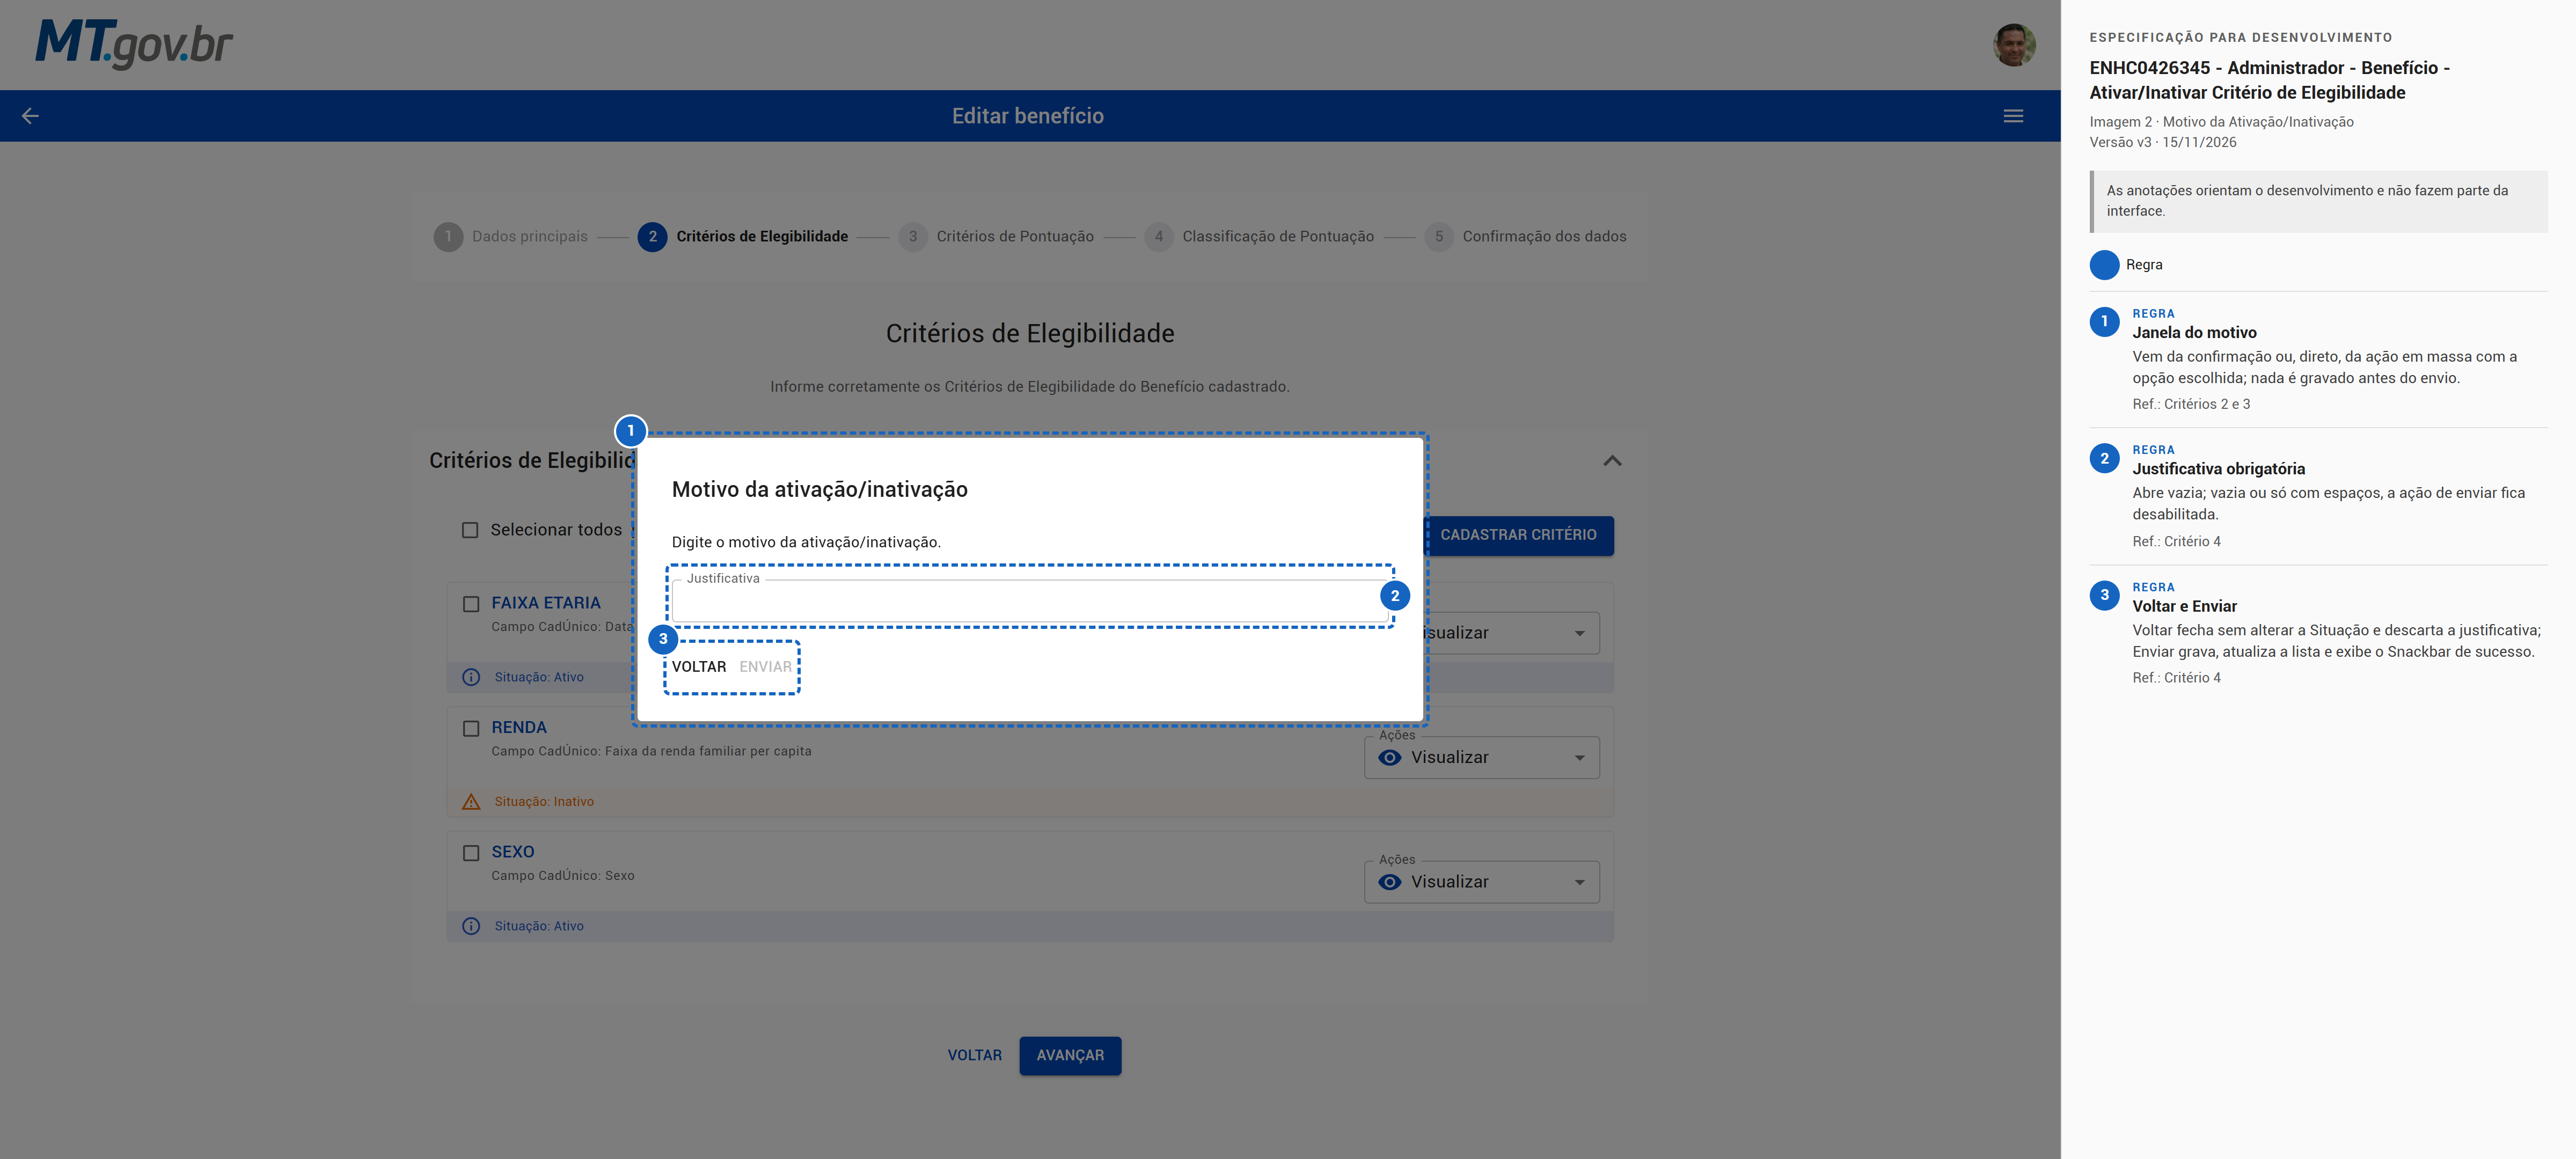 MT.gov.br
Editar benefício
1 Dados principais
2 Critérios de Elegibilidade
3 Critérios de Pontuação
4 Classificação de Pontuação
5 Confirmação dos dados
Critérios de Elegibilidade
Informe corretamente os Critérios de Elegibilidade do Benefício cadastrado.
1
Critérios de Elegibilid
Motivo da ativação/inativação
Selecionar todos
CADASTRAR CRITÉRIO
Digite o motivo da ativação/inativação.
Justificativa
2
FAIXA ETARIA
Campo CadÚnico: Data
isualizar
3
VOLTAR ENVIAR
Situação: Ativo
RENDA
Campo CadÚnico: Faixa da renda familiar per capita
Ações
Visualizar
Situação: Inativo
SEXO
Campo CadÚnico: Sexo
Ações
Visualizar
Situação: Ativo
VOLTAR
AVANÇAR
ESPECIFICAÇÃO PARA DESENVOLVIMENTO
ENHC0426345 - Administrador - Benefício -
Ativar/Inativar Critério de Elegibilidade
Imagem 2 · Motivo da Ativação/Inativação
Versão v3 · 15/11/2026
As anotações orientam o desenvolvimento e não fazem parte da
interface.
Regra
1
REGRA
Janela do motivo
Vem da confirmação ou, direto, da ação em massa com a
opção escolhida; nada é gravado antes do envio.
Ref.: Critérios 2 e 3
2
REGRA
Justificativa obrigatória
Abre vazia; vazia ou só com espaços, a ação de enviar fica
desabilitada.
Ref.: Critério 4
3
REGRA
Voltar e Enviar
Voltar fecha sem alterar a Situação e descarta a justificativa;
Enviar grava, atualiza a lista e exibe o Snackbar de sucesso.
Ref.: Critério 4